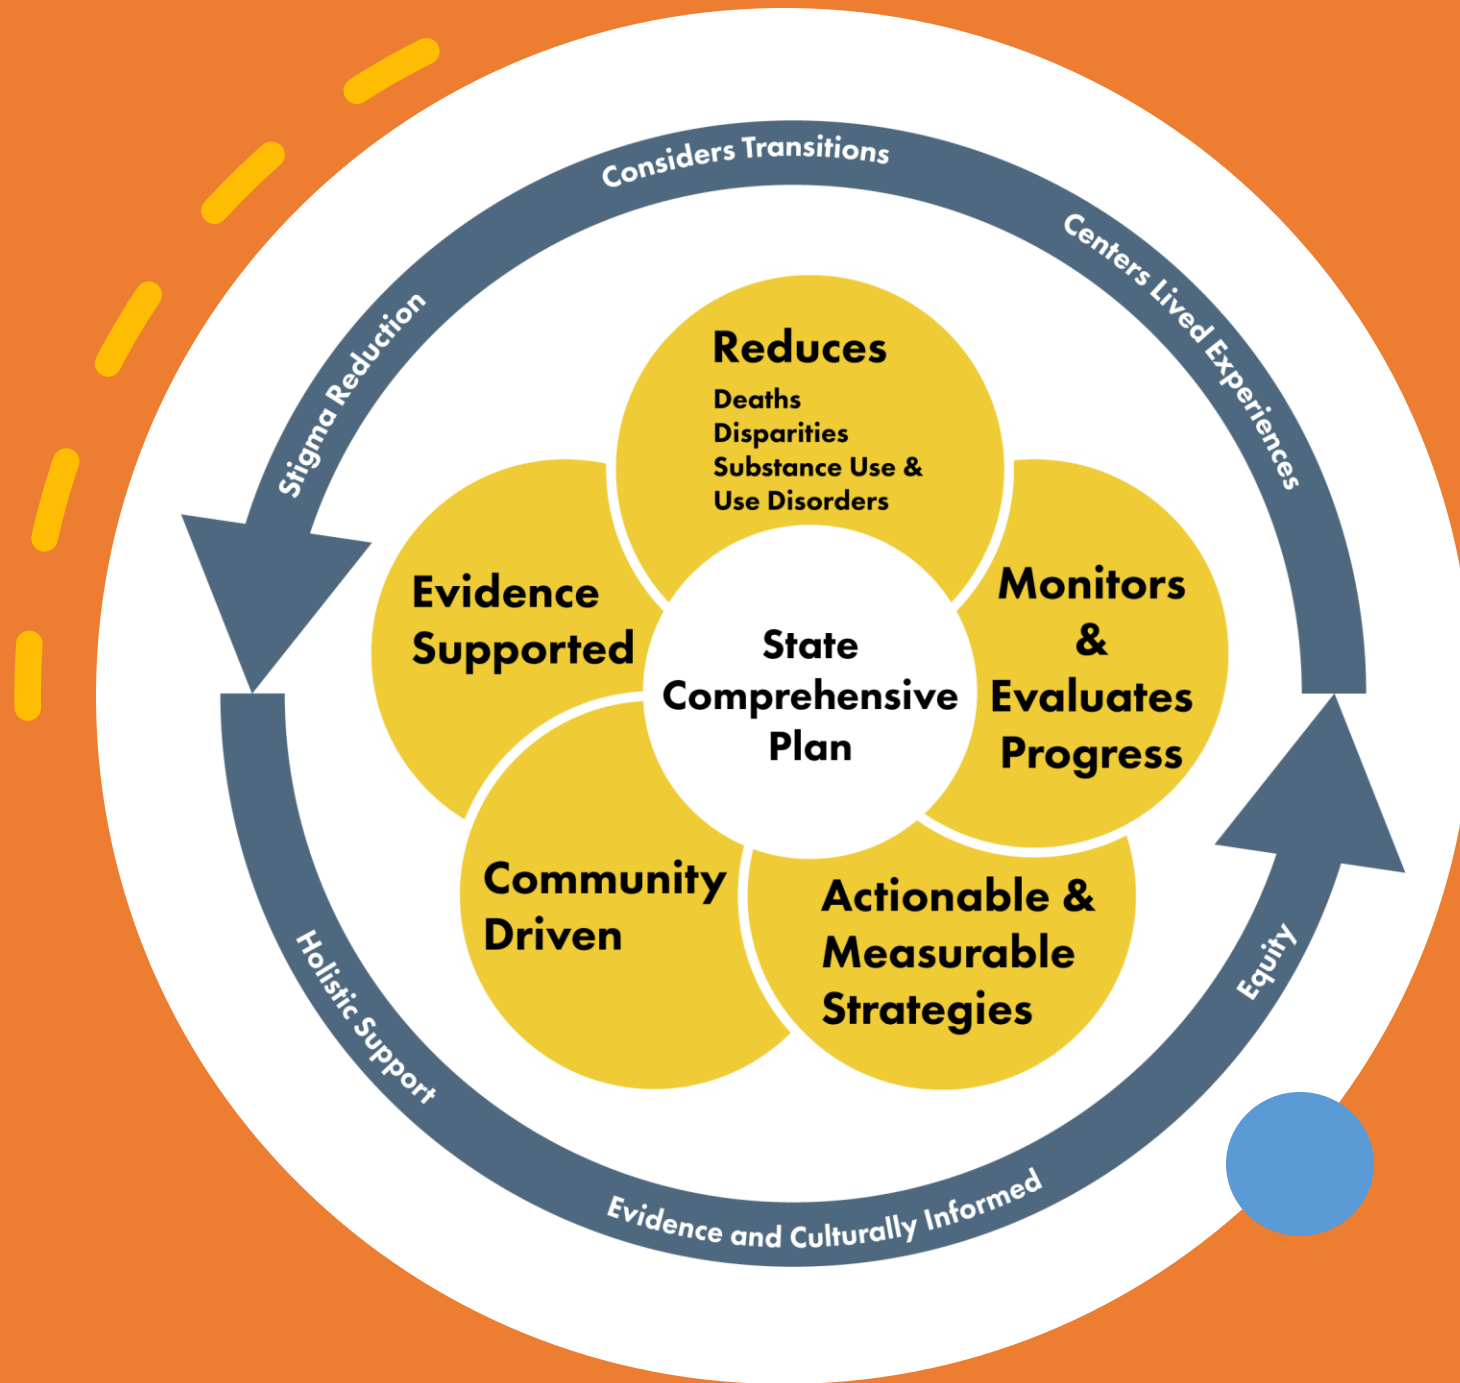 Considers Transitions
Centers Lived Experiences
Stigma Reduction
Reduces
Deaths
Disparities
Substance Use &
Use Disorders
Evidence
Supported
Monitors
&
Evaluates
Progress
State
Comprehensive
Plan
Community
Driven
Actionable &
Measurable
Strategies
Holistic Support
Evidence and Culturally Informed
Equity